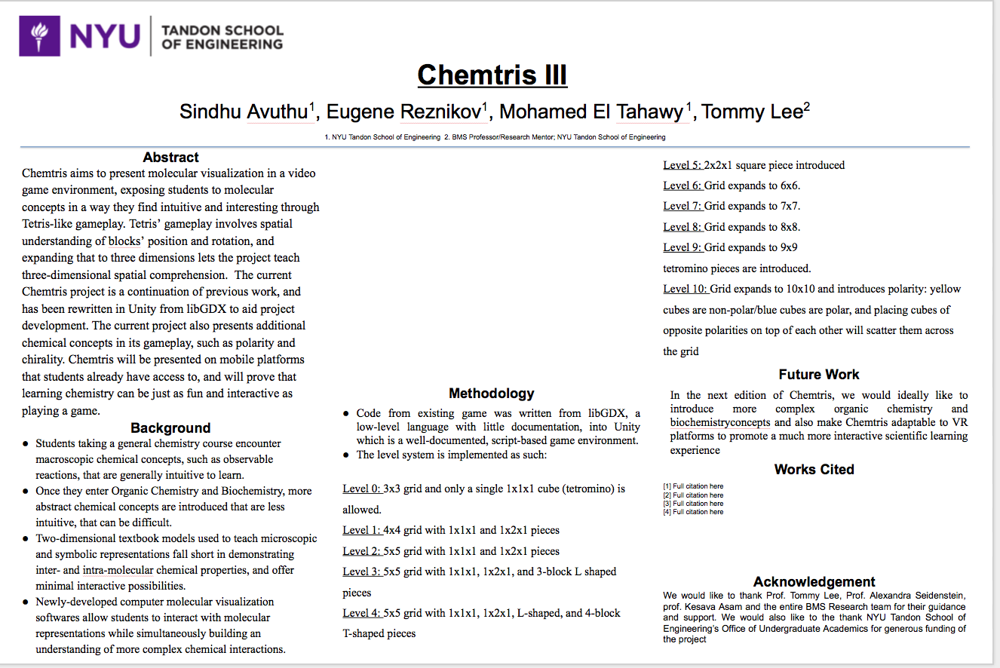 NYU
TANDON SCHOOL
OF ENGINEERING
Chemtris III
Sindhu Avuthu1, Eugene Reznikov1, Mohamed El Tahawy1, Tommy Lee2
1. NYU Tandon School of Engineering 2. BMS Professor/Research Mentor; NYU Tandon School of Engineering
Abstract
Chemtris aims to present molecular visualization in a video
game environment, exposing students to molecular
concepts in a way they find intuitive and interesting through
Tetris-like gameplay. Tetris’ gameplay involves spatial
understanding of blocks’ position and rotation, and
expanding that to three dimensions lets the project teach
three-dimensional spatial comprehension. The current
Chemtris project is a continuation of previous work, and
has been rewritten in Unity from libGDX to aid project
development. The current project also presents additional
chemical concepts in its gameplay, such as polarity and
chirality. Chemtris will be presented on mobile platforms
that students already have access to, and will prove that
learning chemistry can be just as fun and interactive as
playing a game.
Background
● Students taking a general chemistry course encounter
macroscopic chemical concepts, such as observable
reactions, that are generally intuitive to learn.
● Once they enter Organic Chemistry and Biochemistry, more
abstract chemical concepts are introduced that are less
intuitive, that can be difficult.
● Two-dimensional textbook models used to teach microscopic
and symbolic representations fall short in demonstrating
inter- and intra-molecular chemical properties, and offer
minimal interactive possibilities.
● Newly-developed computer molecular visualization
softwares allow students to interact with molecular
representations while simultaneously building an
understanding of more complex chemical interactions.
Methodology
● Code from existing game was written from libGDX, a
low-level language with little documentation, into Unity
which is a well-documented, script-based game environment.
● The level system is implemented as such:
Level 0: 3x3 grid and only a single 1x1x1 cube (tetromino) is
allowed.
Level 1: 4x4 grid with 1x1x1 and 1x2x1 pieces
Level 2: 5x5 grid with 1x1x1 and 1x2x1 pieces
Level 3: 5x5 grid with 1x1x1, 1x2x1, and 3-block L shaped
pieces
Level 4: 5x5 grid with 1x1x1, 1x2x1, L-shaped, and 4-block
T-shaped pieces
Level 5: 2x2x1 square piece introduced
Level 6: Grid expands to 6x6.
Level 7: Grid expands to 7x7.
Level 8: Grid expands to 8x8.
Level 9: Grid expands to 9x9
tetromino pieces are introduced.
Level 10: Grid expands to 10x10 and introduces polarity: yellow
cubes are non-polar/blue cubes are polar, and placing cubes of
opposite polarities on top of each other will scatter them across
the grid
Future Work
In the next edition of Chemtris, we would ideally like to
introduce more complex organic chemistry and
biochemistryconcepts and also make Chemtris adaptable to VR
platforms to promote a much more interactive scientific learning
experience
Works Cited
[1] Full citation here
[2] Full citation here
[3] Full citation here
[4] Full citation here
Acknowledgement
We would like to thank Prof. Tommy Lee, Prof. Alexandra Seidenstein,
prof. Kesava Asam and the entire BMS Research team for their guidance
and support. We would also like to the thank NYU Tandon School of
Engineering’s Office of Undergraduate Academics for generous funding of
the project